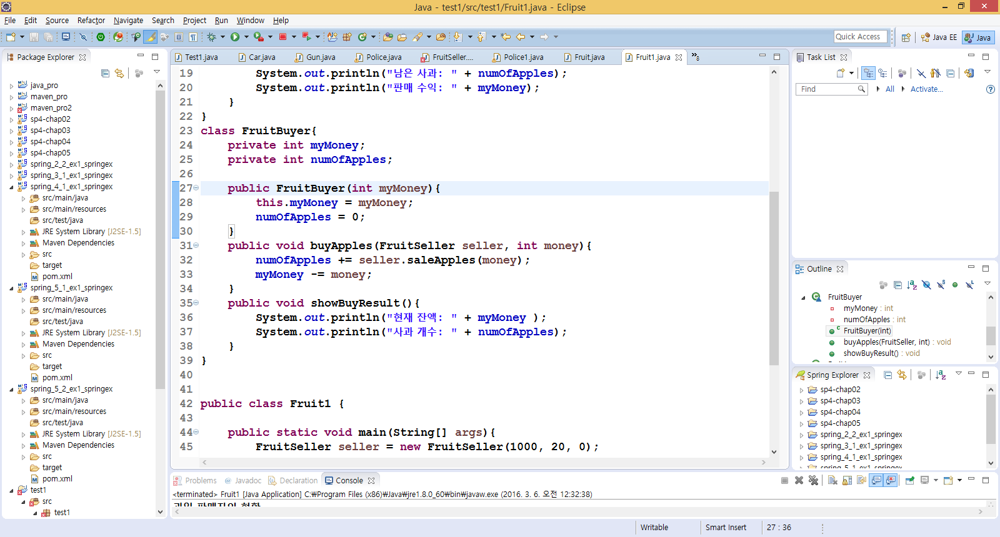 Java - test1/src/test1/Fruit1.java - Eclipse
File Edit Source Refactor Navigate Search Project Run Window Help
Quick Access
Java EE
Java
Package Explorer
java_pro
maven_pro
maven_pro2
sp4-chap02
sp4-chap03
sp4-chap04
sp4-chap05
spring_2_2_ex1_springex
spring_3_1_ex1_springex
spring_4_1_ex1_springex
src/main/java
src/main/resources
src/test/java
JRE System Library [J2SE-1.5]
Maven Dependencies
src
target
pom.xml
spring_5_1_ex1_springex
src/main/java
src/main/resources
src/test/java
JRE System Library [J2SE-1.5]
Maven Dependencies
src
target
pom.xml
spring_5_2_ex1_springex
src/main/java
src/main/resources
src/test/java
JRE System Library [J2SE-1.5]
Maven Dependencies
src
target
pom.xml
test1
src
test1
Test1.java Car.java Gun.java Police.java FruitSeller.... Police1.java Fruit.java Fruit1.java »8
19 System.out.println("남은 사과: " + numOfApples);
20 System.out.println("판매 수익: " + myMoney);
21 }
22 }
23 class FruitBuyer{
24 private int myMoney;
25 private int numOfApples;
26
27 public FruitBuyer(int myMoney){
28 this.myMoney = myMoney;
29 numOfApples = 0;
30 }
31 public void buyApples(FruitSeller seller, int money){
32 numOfApples += seller.saleApples(money);
33 myMoney -= money;
34 }
35 public void showBuyResult(){
36 System.out.println("현재 잔액: " + myMoney );
37 System.out.println("사과 개수: " + numOfApples);
38 }
39 }
40
41
42 public class Fruit1 {
43
44 public static void main(String[] args){
45 FruitSeller seller = new FruitSeller(1000, 20, 0);
Problems @ Javadoc Declaration Console
<terminated> Fruit1 [Java Application] C:₩Program Files (x86)₩Java₩jre1.8.0_60₩bin₩javaw.exe (2016. 3. 6. 오전 12:32:38)
과일 판매자의 현황
Task List
Find
All
Activate...
Outline
FruitBuyer
myMoney : int
numOfApples : int
FruitBuyer(int)
buyApples(FruitSeller, int) : void
showBuyResult() : void
Spring Explorer
sp4-chap02
sp4-chap03
sp4-chap04
sp4-chap05
spring_2_2_ex1_springex
spring_3_1_ex1_springex
spring_4_1_ex1_springex
spring_5_1_ex1_springex
Writable Smart Insert 27 : 36